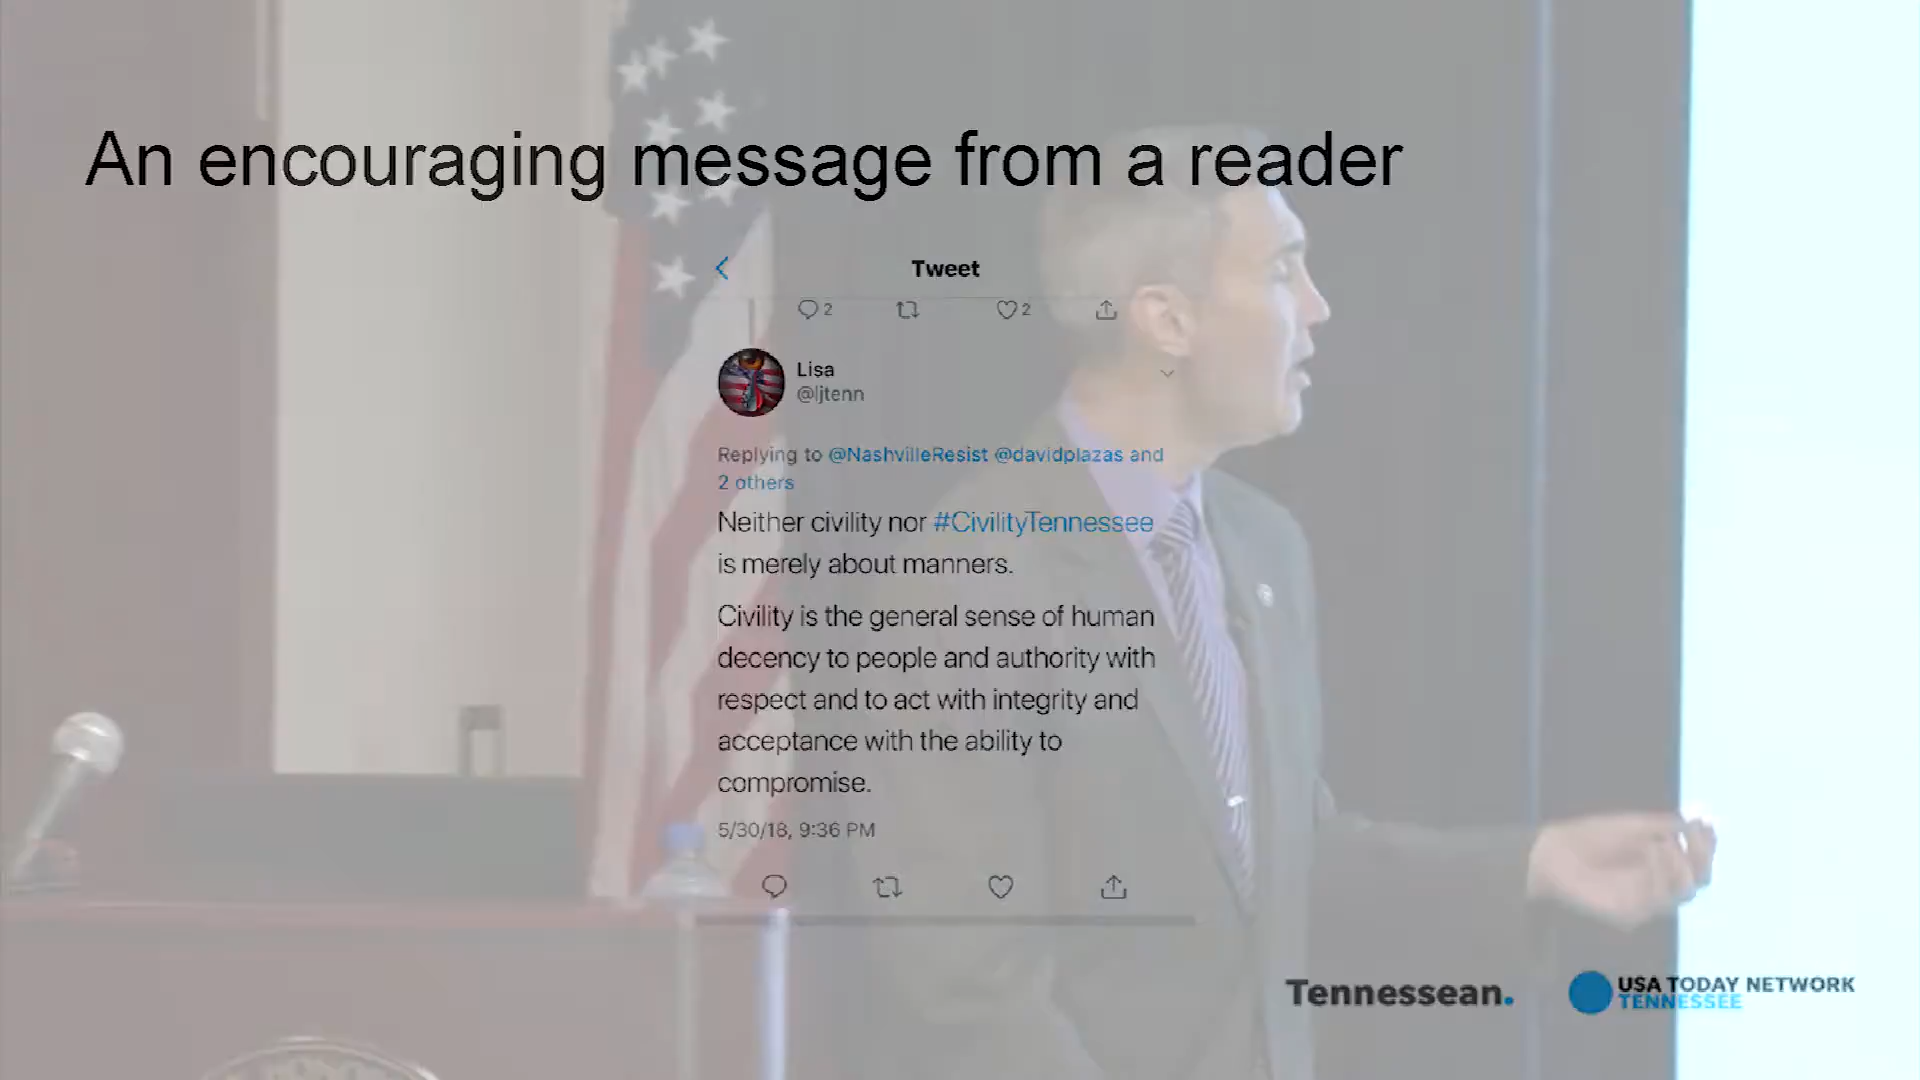 An encouraging message from a reader
Tweet
2 2
Lisa
@ljtenn
Replying to @NashvilleResist @davidplazas and
2 others
Neither civility nor #CivilityTennessee
is merely about manners.
Civility is the general sense of human
decency to people and authority with
respect and to act with integrity and
acceptance with the ability to
compromise.
5/30/18, 9:36 PM
Tennessean.
USA TODAY NETWORK
TENNESSEE